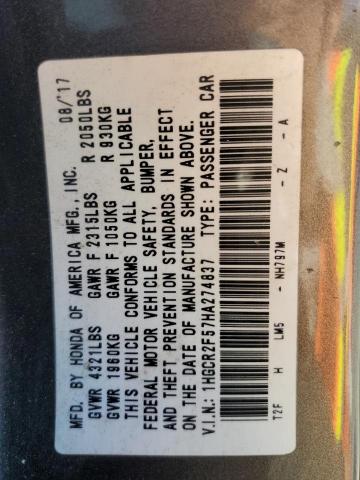 MFD. BY HONDA OF AMERICA MFG.,INC. 08/'17
GVWR 4321LBS GAWR F 2315LBS R 2050LBS
GVWR 1960KG GAWR F 1050KG R 930KG
THIS VEHICLE CONFORMS TO ALL APPLICABLE
FEDERAL MOTOR VEHICLE SAFETY, BUMPER,
AND THEFT PREVENTION STANDARDS IN EFFECT
ON THE DATE OF MANUFACTURE SHOWN ABOVE.
V.I.N.: 1HGCR2F57HA274837 TYPE: PASSENGER CAR
T2F H LM5 - NH797M - Z - A